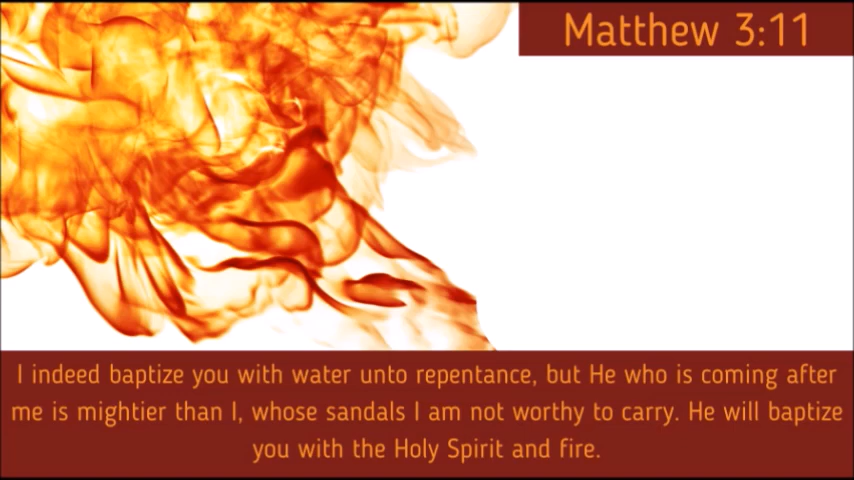 Matthew 3:11
I indeed baptize you with water unto repentance, but He who is coming after
me is mightier than I, whose sandals I am not worthy to carry. He will baptize
you with the Holy Spirit and fire.